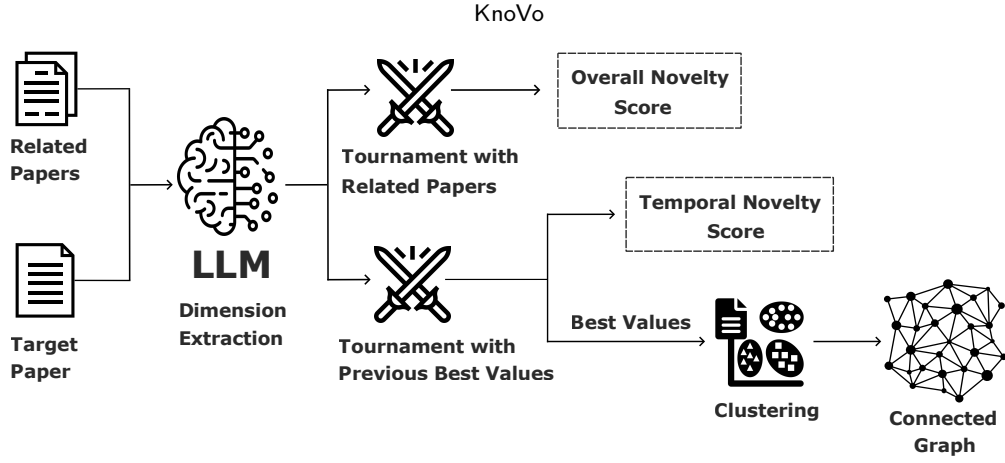 KnoVo
Related
Papers
Target
Paper
LLM
Dimension
Extraction
Tournament with
Related Papers
Overall Novelty
Score
Tournament with
Previous Best Values
Temporal Novelty
Score
Best Values
Clustering
Connected
Graph